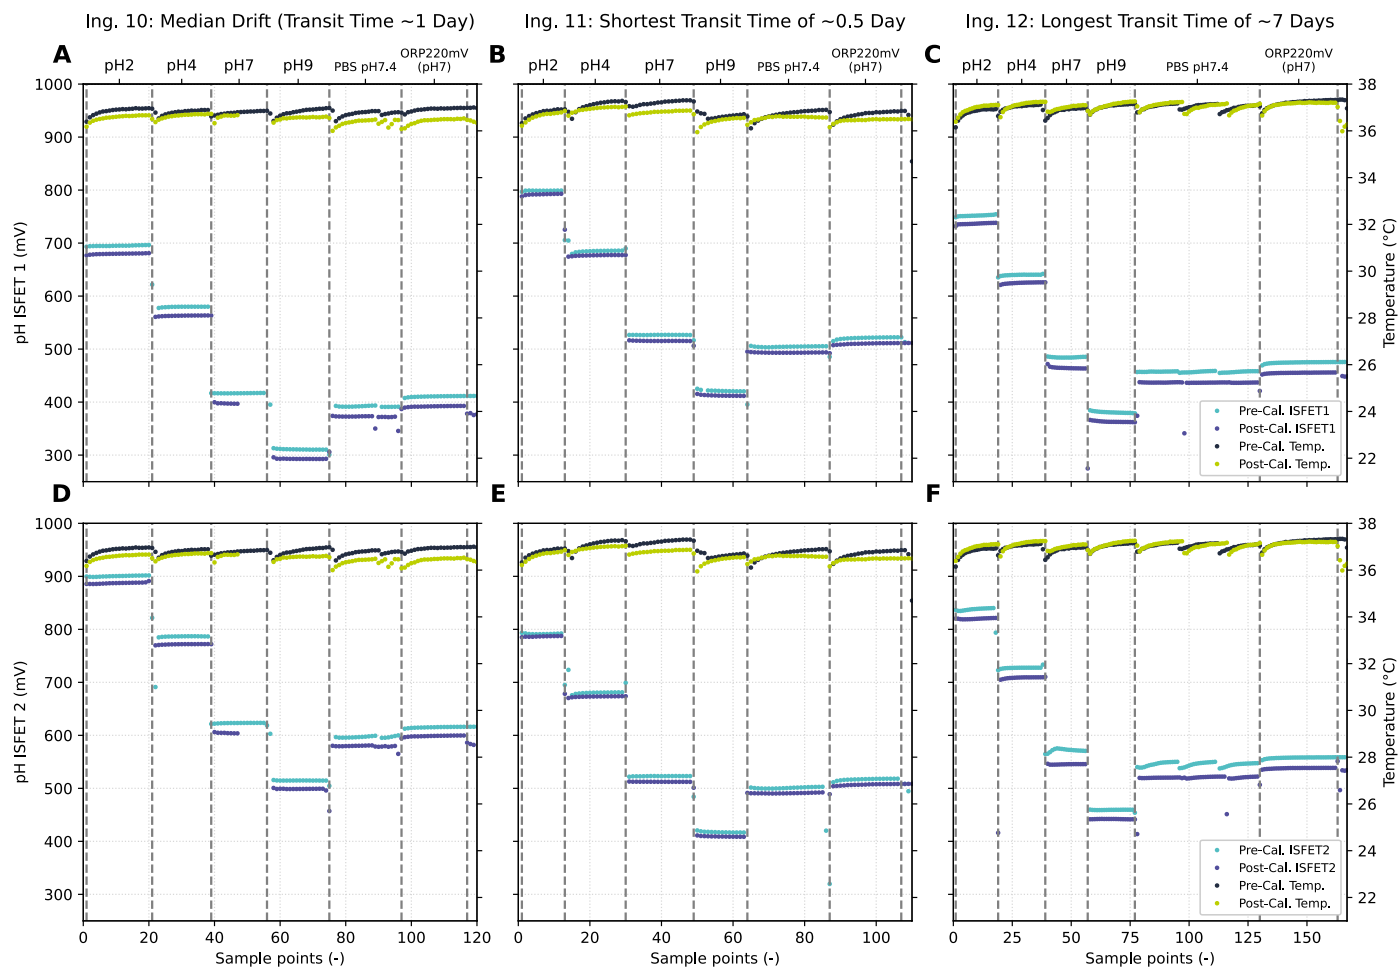 Ing. 10: Median Drift (Transit Time ~1 Day)
Ing. 11: Shortest Transit Time of ~0.5 Day
Ing. 12: Longest Transit Time of ~7 Days
A
pH2
pH4
pH7
pH9
PBS pH7.4
ORP220mV
(pH7)
B
pH2
pH4
pH7
pH9
PBS pH7.4
ORP220mV
(pH7)
C
pH2
pH4
pH7
pH9
PBS pH7.4
ORP220mV
(pH7)
1000
900
800
700
600
500
400
300
pH ISFET 1 (mV)
38
36
34
32
30
28
26
24
22
Temperature (°C)
Pre-Cal. ISFET1
Post-Cal. ISFET1
Pre-Cal. Temp.
Post-Cal. Temp.
D
E
F
1000
900
800
700
600
500
400
300
pH ISFET 2 (mV)
38
36
34
32
30
28
26
24
22
Temperature (°C)
Pre-Cal. ISFET2
Post-Cal. ISFET2
Pre-Cal. Temp.
Post-Cal. Temp.
0 20 40 60 80 100 120
0 20 40 60 80 100
0 25 50 75 100 125 150
Sample points (-)
Sample points (-)
Sample points (-)